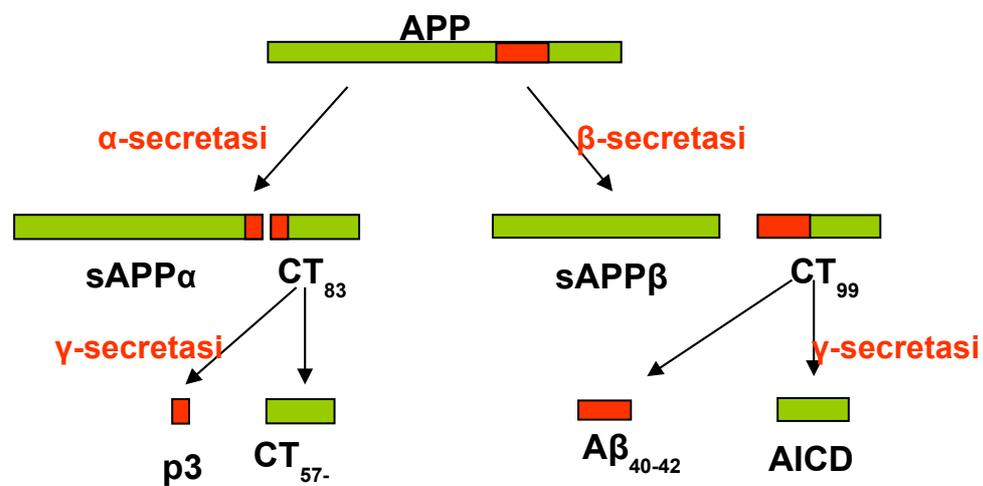 APP
α-secretasi
β-secretasi
sAPPα
CT83
sAPPβ
CT99
γ-secretasi
γ-secretasi
p3
CT57-
Aβ40-42
AICD